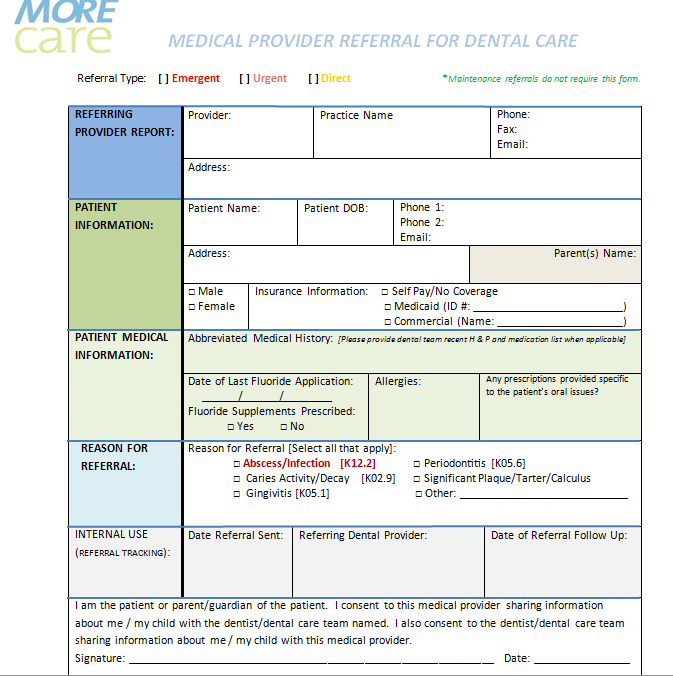 MORE
care
MEDICAL PROVIDER REFERRAL FOR DENTAL CARE
Referral Type: [ ] Emergent [ ] Urgent [ ] Direct *Maintenance referrals do not require this form.
REFERRING
PROVIDER REPORT:
Provider:
Practice Name
Phone:
Fax:
Email:
Address:
PATIENT
INFORMATION:
Patient Name:
Patient DOB:
Phone 1:
Phone 2:
Email:
Address:
Parent(s) Name:
□ Male
□ Female
Insurance Information: □ Self Pay/No Coverage
□ Medicaid (ID #: ____________________)
□ Commercial (Name: ________________)
PATIENT MEDICAL
INFORMATION:
Abbreviated Medical History: [Please provide dental team recent H & P and medication list when applicable]
Date of Last Fluoride Application:
______/______/________
Fluoride Supplements Prescribed:
□ Yes □ No
Allergies:
Any prescriptions provided specific
to the patient's oral issues?
REASON FOR
REFERRAL:
Reason for Referral [Select all that apply]:
□ Abscess/Infection [K12.2] □ Periodontitis [K05.6]
□ Caries Activity/Decay [K02.9] □ Significant Plaque/Tarter/Calculus
□ Gingivitis [K05.1] □ Other: ______________________
INTERNAL USE
(REFERRAL TRACKING):
Date Referral Sent:
Referring Dental Provider:
Date of Referral Follow Up:
I am the patient or parent/guardian of the patient. I consent to this medical provider sharing information
about me / my child with the dentist/dental care team named. I also consent to the dentist/dental care team
sharing information about me / my child with this medical provider.
Signature: ________________________________________ Date: ______________